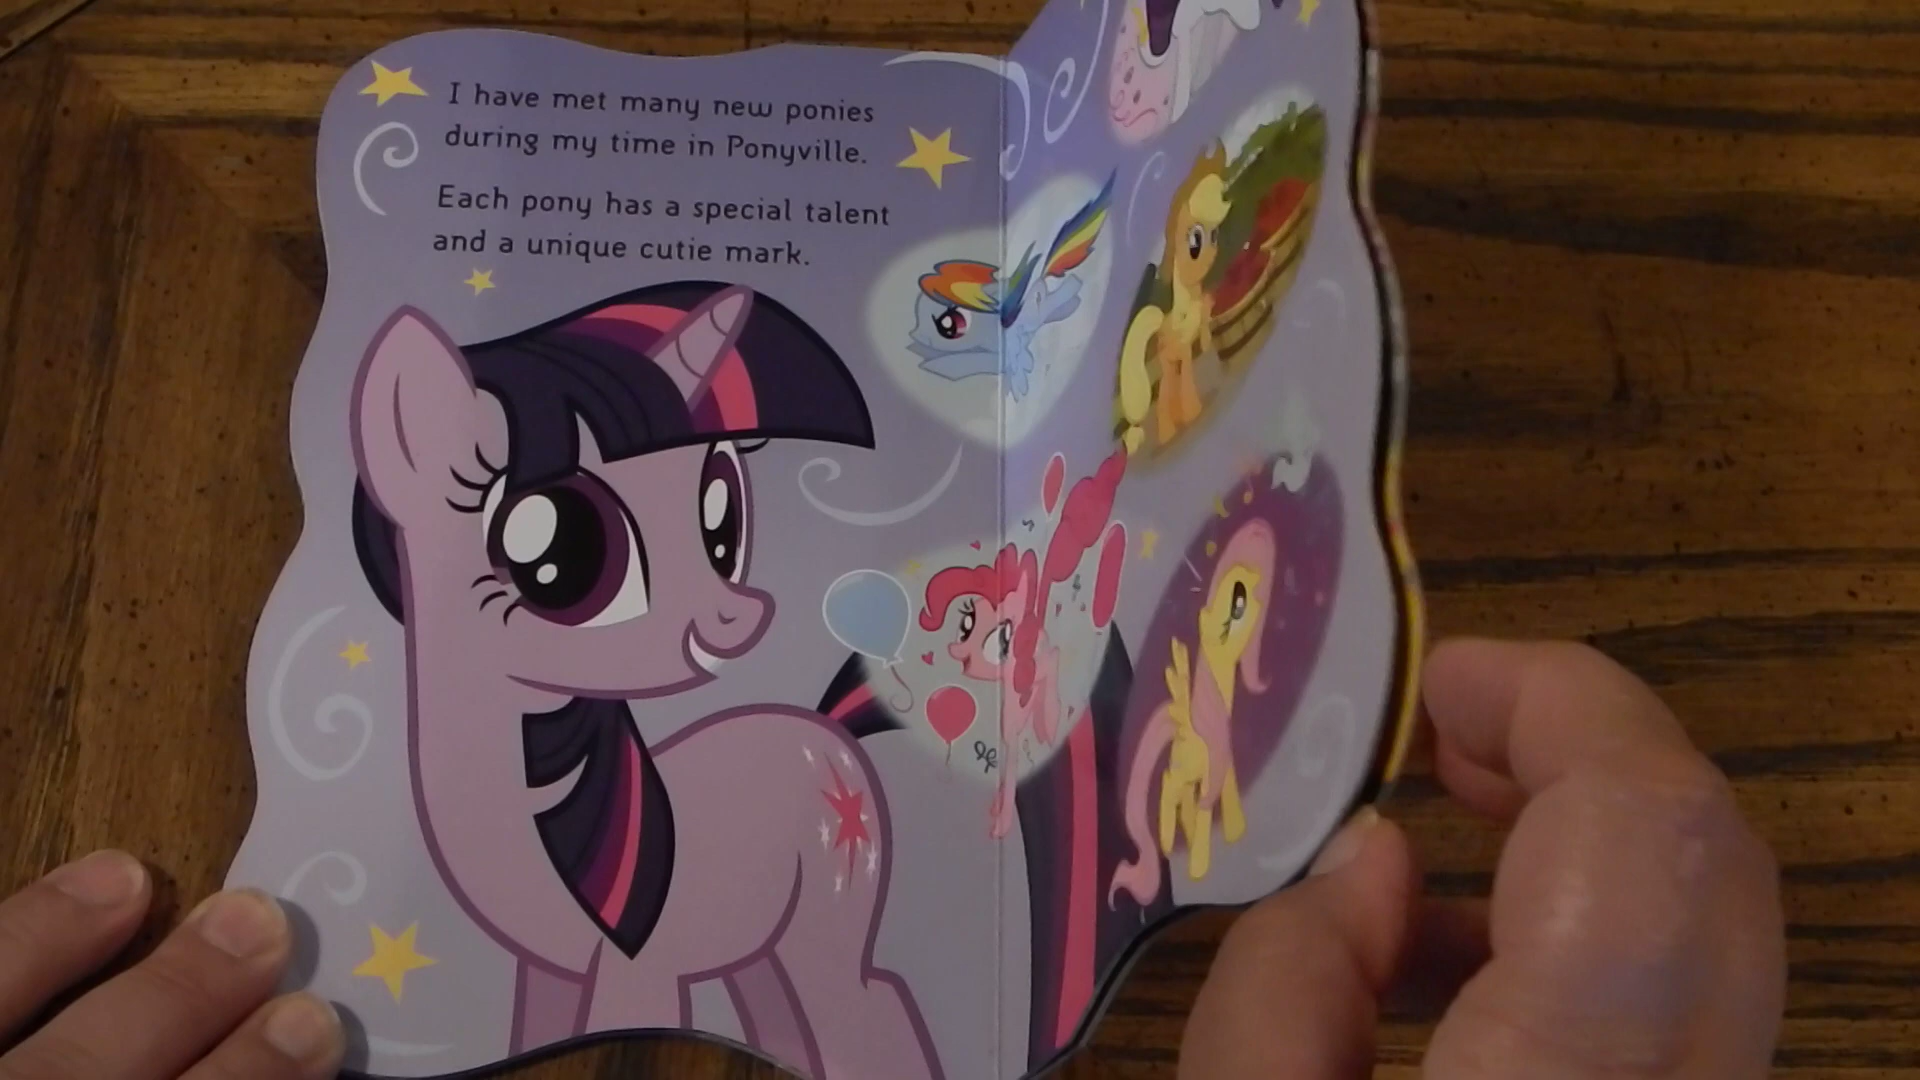 I have met many new ponies
during my time in Ponyville.
Each pony has a special talent
and a unique cutie mark.